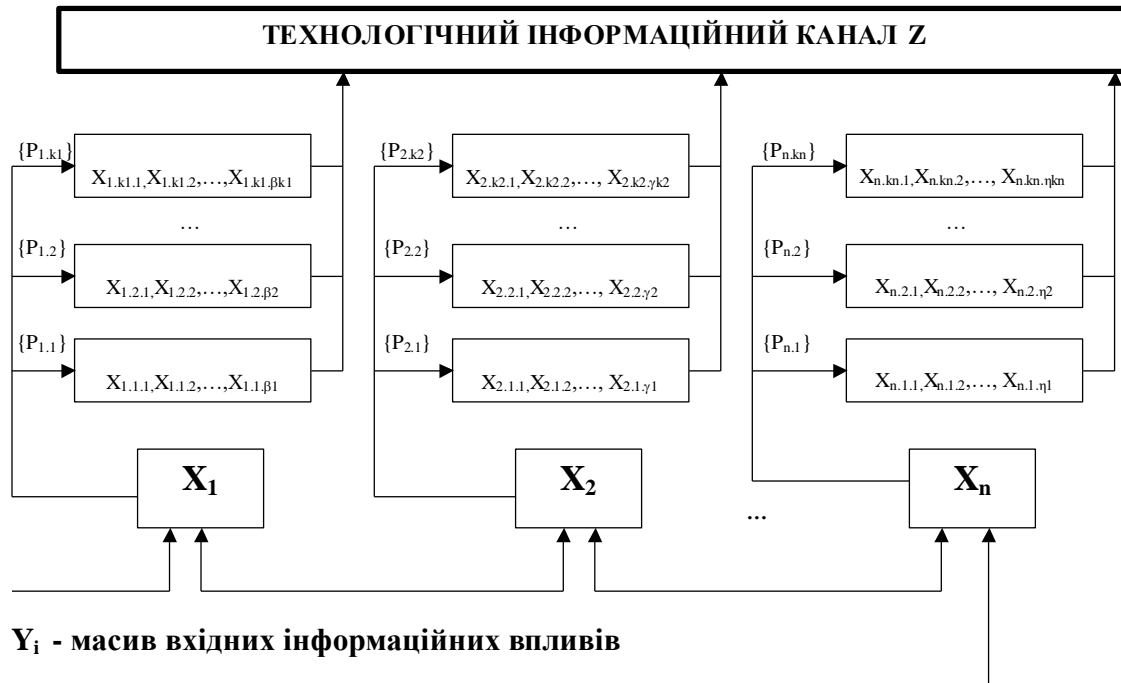 ТЕХНОЛОГІЧНИЙ ІНФОРМАЦІЙНИЙ КАНАЛ Z
{P1.k1} {P2.k2} {Pn.kn}
X1.k1.1,X1.k1.2,…,X1.k1.βk1 X2.k2.1,X2.k2.2,…, X2.k2.γk2 Xn.kn.1,Xn.kn.2,…, Xn.kn.ηkn
… … …
{P1.2} {P2.2} {Pn.2}
X1.2.1,X1.2.2,…,X1.2.β2 X2.2.1,X2.2.2,…, X2.2.γ2 Xn.2.1,Xn.2.2,…, Xn.2.η2
{P1.1} {P2.1} {Pn.1}
X1.1.1,X1.1.2,…,X1.1.β1 X2.1.1,X2.1.2,…, X2.1.γ1 Xn.1.1,Xn.1.2,…, Xn.1.η1
X1 X2 Xn
...
Yi - масив вхідних інформаційних впливів